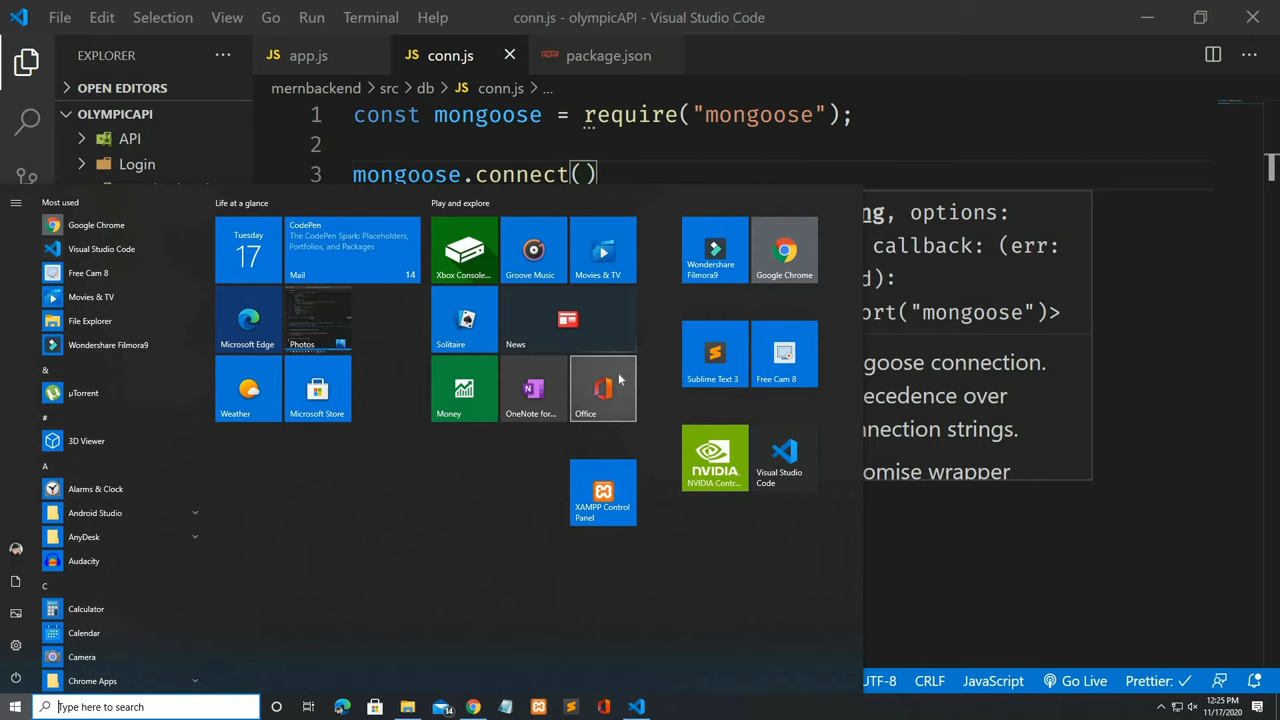 File Edit Selection View Go Run Terminal Help conn.js - olympicAPI - Visual Studio Code
EXPLORER
JS app.js
JS conn.js
package.json
OPEN EDITORS
mernbackend > src > db > JS conn.js > ...
OLYMPICAPI
API
Login
1 const mongoose = require("mongoose");
2
3 mongoose.connect()
ng, options:
callback: (err:
d):
ort("mongoose")>
ngoose connection.
ecedence over
nection strings.
omise wrapper
Most used
Google Chrome
Visual Studio Code
Free Cam 8
Movies & TV
File Explorer
Wondershare Filmora9
&
µTorrent
#
3D Viewer
A
Alarms & Clock
Android Studio
AnyDesk
Audacity
C
Calculator
Calendar
Camera
Chrome Apps
Life at a glance
Tuesday
17
CodePen
The CodePen Spark: Placeholders,
Portfolios, and Packages
Mail 14
Microsoft Edge
Photos
Weather
Microsoft Store
Play and explore
Xbox Console...
Groove Music
Movies & TV
Solitaire
News
Money
OneNote for...
Office
XAMPP Control
Panel
Wondershare
Filmora9
Google Chrome
Sublime Text 3
Free Cam 8
NVIDIA
NVIDIA Contr...
Visual Studio
Code
UTF-8 CRLF JavaScript Go Live Prettier: ✓
Type here to search
14
12:25 PM
11/17/2020